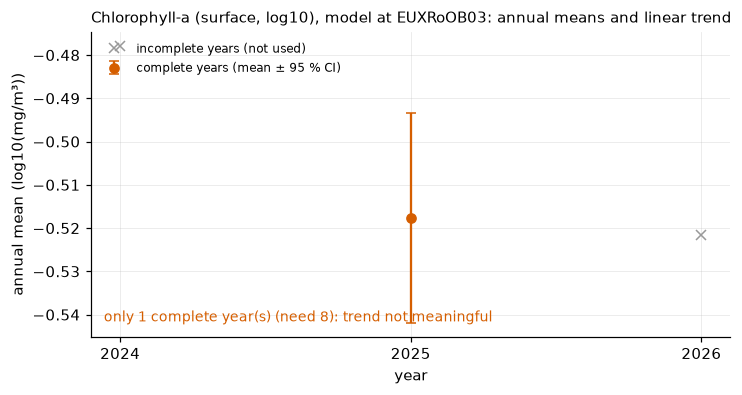 Chlorophyll-a (surface, log10), model at EUXRoOB03: annual means and linear trend
incomplete years (not used)
complete years (mean ± 95 % CI)
annual mean (log10(mg/m³))
−0.48
−0.49
−0.50
−0.51
−0.52
−0.53
−0.54
only 1 complete year(s) (need 8): trend not meaningful
2024
2025
2026
year